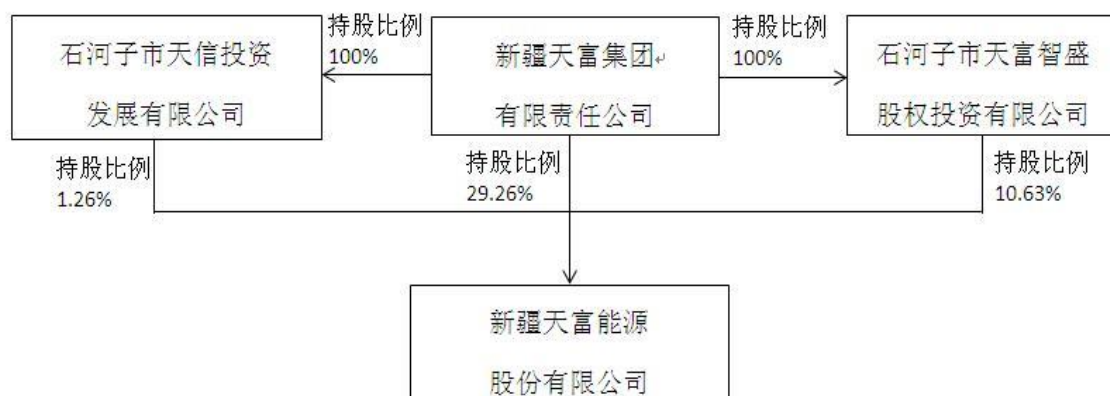 石河子市天信投资
发展有限公司
持股比例
100%
新疆天富集团
有限责任公司
持股比例
100%
石河子市天富智盛
股权投资有限公司
持股比例
1.26%
持股比例
29.26%
持股比例
10.63%
新疆天富能源
股份有限公司